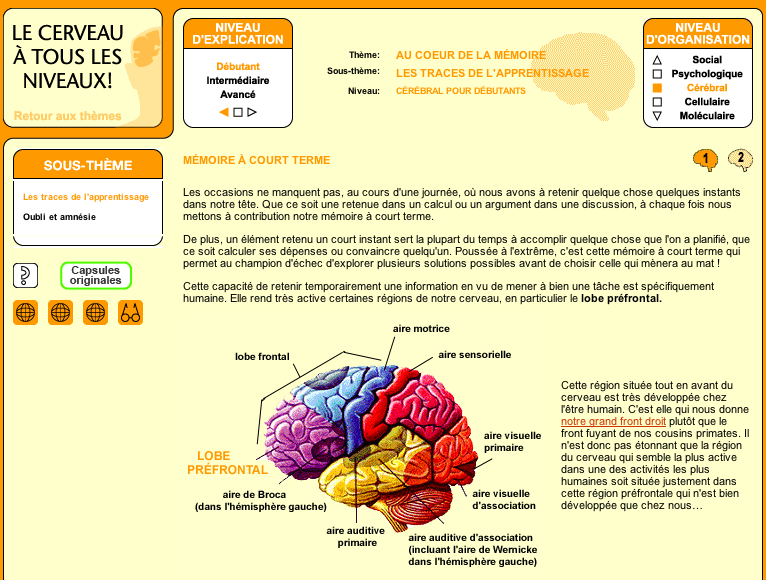 LE CERVEAU
À TOUS LES
NIVEAUX!
Retour aux thèmes
NIVEAU
D'EXPLICATION
Débutant
Intermédiaire
Avancé
Thème: AU COEUR DE LA MÉMOIRE
Sous-thème: LES TRACES DE L'APPRENTISSAGE
Niveau: CÉRÉBRAL POUR DÉBUTANTS
NIVEAU
D'ORGANISATION
Social
Psychologique
Cérébral
Cellulaire
Moléculaire
SOUS-THÈME
Les traces de l'apprentissage
Oubli et amnésie
?
Capsules
originales
MÉMOIRE À COURT TERME
1 2
Les occasions ne manquent pas, au cours d'une journée, où nous avons à retenir quelque chose quelques instants
dans notre tête. Que ce soit une retenue dans un calcul ou un argument dans une discussion, à chaque fois nous
mettons à contribution notre mémoire à court terme.
De plus, un élément retenu un court instant sert la plupart du temps à accomplir quelque chose que l'on a planifié, que
ce soit calculer ses dépenses ou convaincre quelqu'un. Poussée à l'extrême, c'est cette mémoire à court terme qui
permet au champion d'échec d'explorer plusieurs solutions possibles avant de choisir celle qui mènera au mat !
Cette capacité de retenir temporairement une information en vu de mener à bien une tâche est spécifiquement
humaine. Elle rend très active certaines régions de notre cerveau, en particulier le lobe préfrontal.
aire motrice
lobe frontal
aire sensorielle
LOBE
PRÉFRONTAL
aire visuelle
primaire
aire de Broca
(dans l'hémisphère gauche)
aire visuelle
d'association
aire auditive
primaire
aire auditive d'association
(incluant l'aire de Wernicke
dans l'hémisphère gauche)
Cette région située tout en avant du
cerveau est très développée chez
l'être humain. C'est elle qui nous donne
notre grand front droit plutôt que le
front fuyant de nos cousins primates. Il
n'est donc pas étonnant que la région
du cerveau qui semble la plus active
dans une des activités les plus
humaines soit située justement dans
cette région préfrontale qui n'est bien
développée que chez nous…